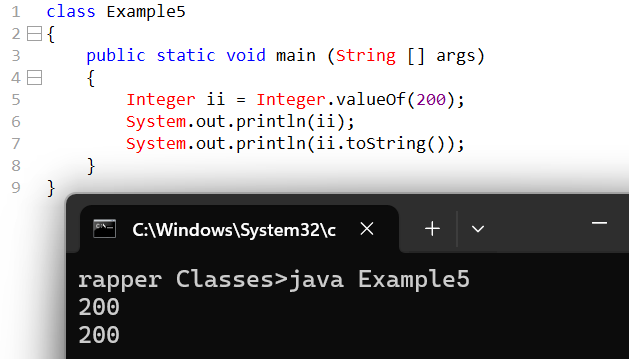 1 class Example5
2 {
3 public static void main (String [] args)
4 {
5 Integer ii = Integer.valueOf(200);
6 System.out.println(ii);
7 System.out.println(ii.toString());
8 }
9 }
C:\Windows\System32\c
rapper Classes>java Example5
200
200